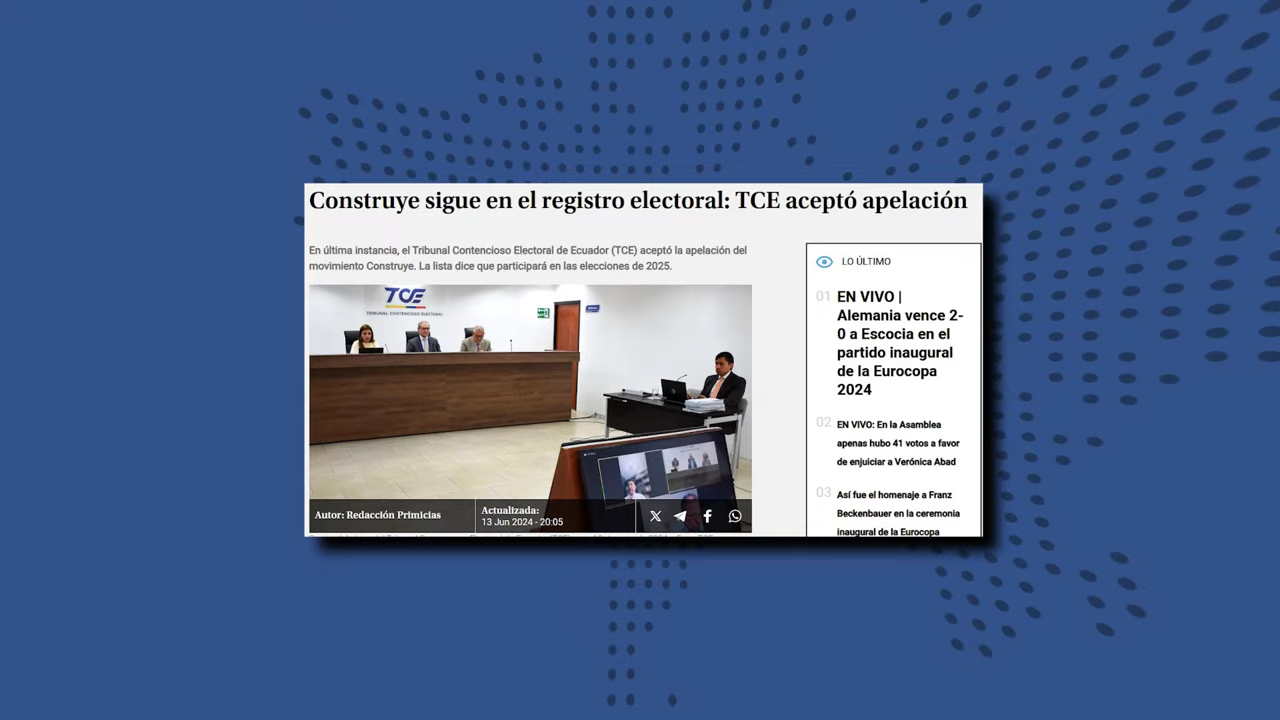 Construye sigue en el registro electoral: TCE aceptó apelación
En última instancia, el Tribunal Contencioso Electoral de Ecuador (TCE) aceptó la apelación del
movimiento Construye. La lista dice que participará en las elecciones de 2025.
TCE
TRIBUNAL CONTENCIOSO ELECTORAL
Autor: Redacción Primicias
Actualizada:
13 Jun 2024 - 20:05
LO ÚLTIMO
01
EN VIVO |
Alemania vence 2-
0 a Escocia en el
partido inaugural
de la Eurocopa
2024
02
EN VIVO: En la Asamblea
apenas hubo 41 votos a favor
de enjuiciar a Verónica Abad
03
Así fue el homenaje a Franz
Beckenbauer en la ceremonia
inaugural de la Eurocopa